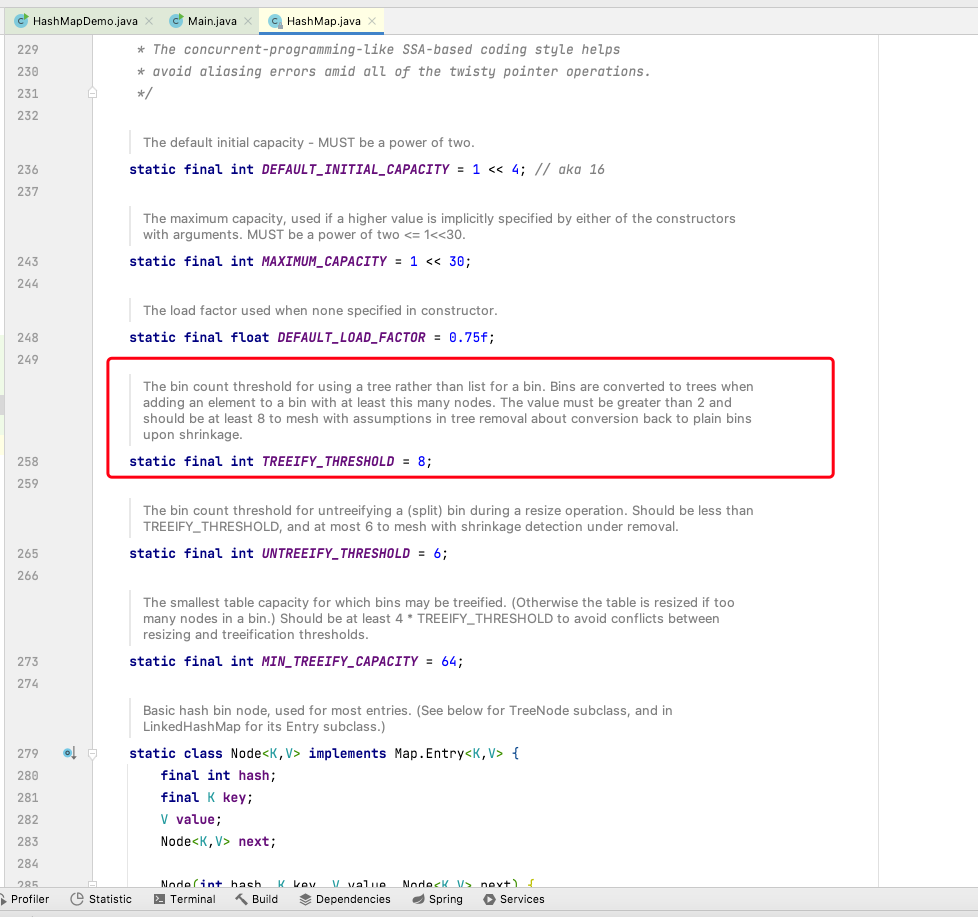 HashMapDemo.java Main.java HashMap.java
229 * The concurrent-programming-like SSA-based coding style helps
230 * avoid aliasing errors amid all of the twisty pointer operations.
231 */
232
The default initial capacity - MUST be a power of two.
236 static final int DEFAULT_INITIAL_CAPACITY = 1 << 4; // aka 16
237
The maximum capacity, used if a higher value is implicitly specified by either of the constructors
with arguments. MUST be a power of two <= 1<<30.
243 static final int MAXIMUM_CAPACITY = 1 << 30;
244
The load factor used when none specified in constructor.
248 static final float DEFAULT_LOAD_FACTOR = 0.75f;
249
The bin count threshold for using a tree rather than list for a bin. Bins are converted to trees when
adding an element to a bin with at least this many nodes. The value must be greater than 2 and
should be at least 8 to mesh with assumptions in tree removal about conversion back to plain bins
upon shrinkage.
258 static final int TREEIFY_THRESHOLD = 8;
259
The bin count threshold for untreeifying a (split) bin during a resize operation. Should be less than
TREEIFY_THRESHOLD, and at most 6 to mesh with shrinkage detection under removal.
265 static final int UNTREEIFY_THRESHOLD = 6;
266
The smallest table capacity for which bins may be treeified. (Otherwise the table is resized if too
many nodes in a bin.) Should be at least 4 * TREEIFY_THRESHOLD to avoid conflicts between
resizing and treeification thresholds.
273 static final int MIN_TREEIFY_CAPACITY = 64;
274
Basic hash bin node, used for most entries. (See below for TreeNode subclass, and in
LinkedHashMap for its Entry subclass.)
279 static class Node<K,V> implements Map.Entry<K,V> {
280 final int hash;
281 final K key;
282 V value;
283 Node<K,V> next;
284
285 Node(int hash, K key, V value, Node<K,V> next) {
Profiler Statistic Terminal Build Dependencies Spring Services